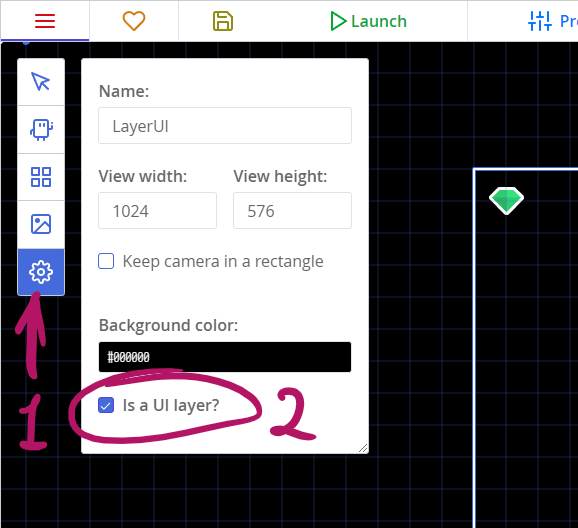 Launch
Pr
Name:
LayerUI
View width: View height:
1024 576
Keep camera in a rectangle
Background color:
#000000
Is a UI layer?
1
2